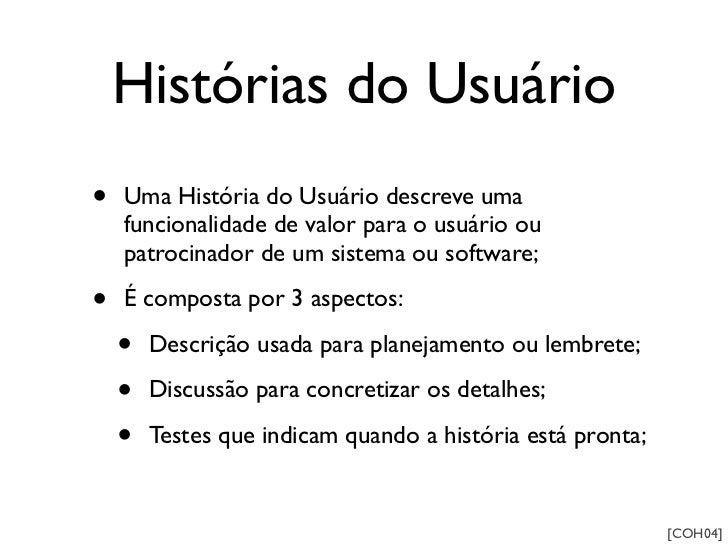 Histórias do Usuário
• Uma História do Usuário descreve uma
funcionalidade de valor para o usuário ou
patrocinador de um sistema ou software;
• É composta por 3 aspectos:
• Descrição usada para planejamento ou lembrete;
• Discussão para concretizar os detalhes;
• Testes que indicam quando a história está pronta;
[COH04]